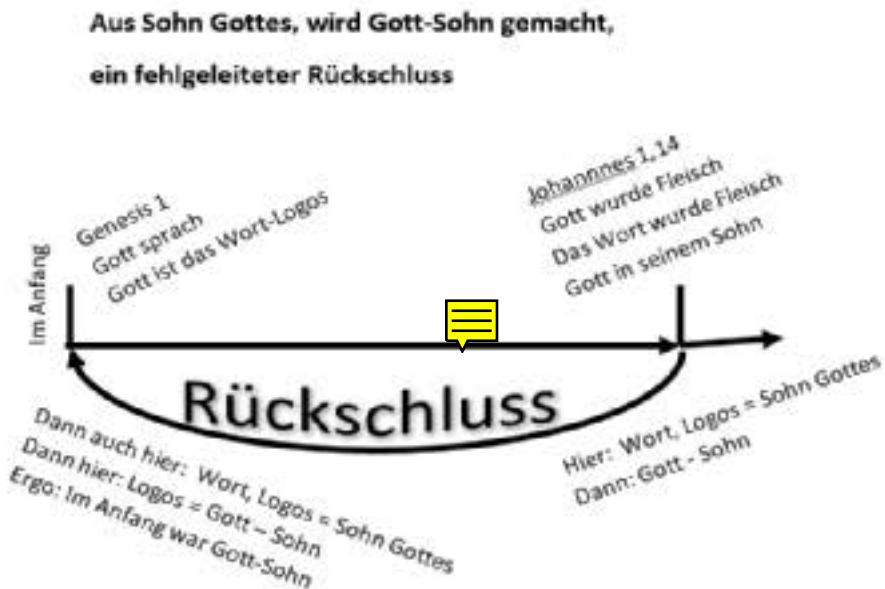 Aus Sohn Gottes, wird Gott-Sohn gemacht,
ein fehlgeleiteter Rückschluss
Im Anfang
Genesis 1
Gott sprach
Gott ist das Wort-Logos
Johannnes 1,14
Gott wurde Fleisch
Das Wort wurde Fleisch
Gott in seinem Sohn
Rückschluss
Dann auch hier: Wort, Logos = Sohn Gottes
Dann hier: Logos = Gott – Sohn
Ergo: Im Anfang war Gott-Sohn
Hier: Wort, Logos = Sohn Gottes
Dann: Gott - Sohn